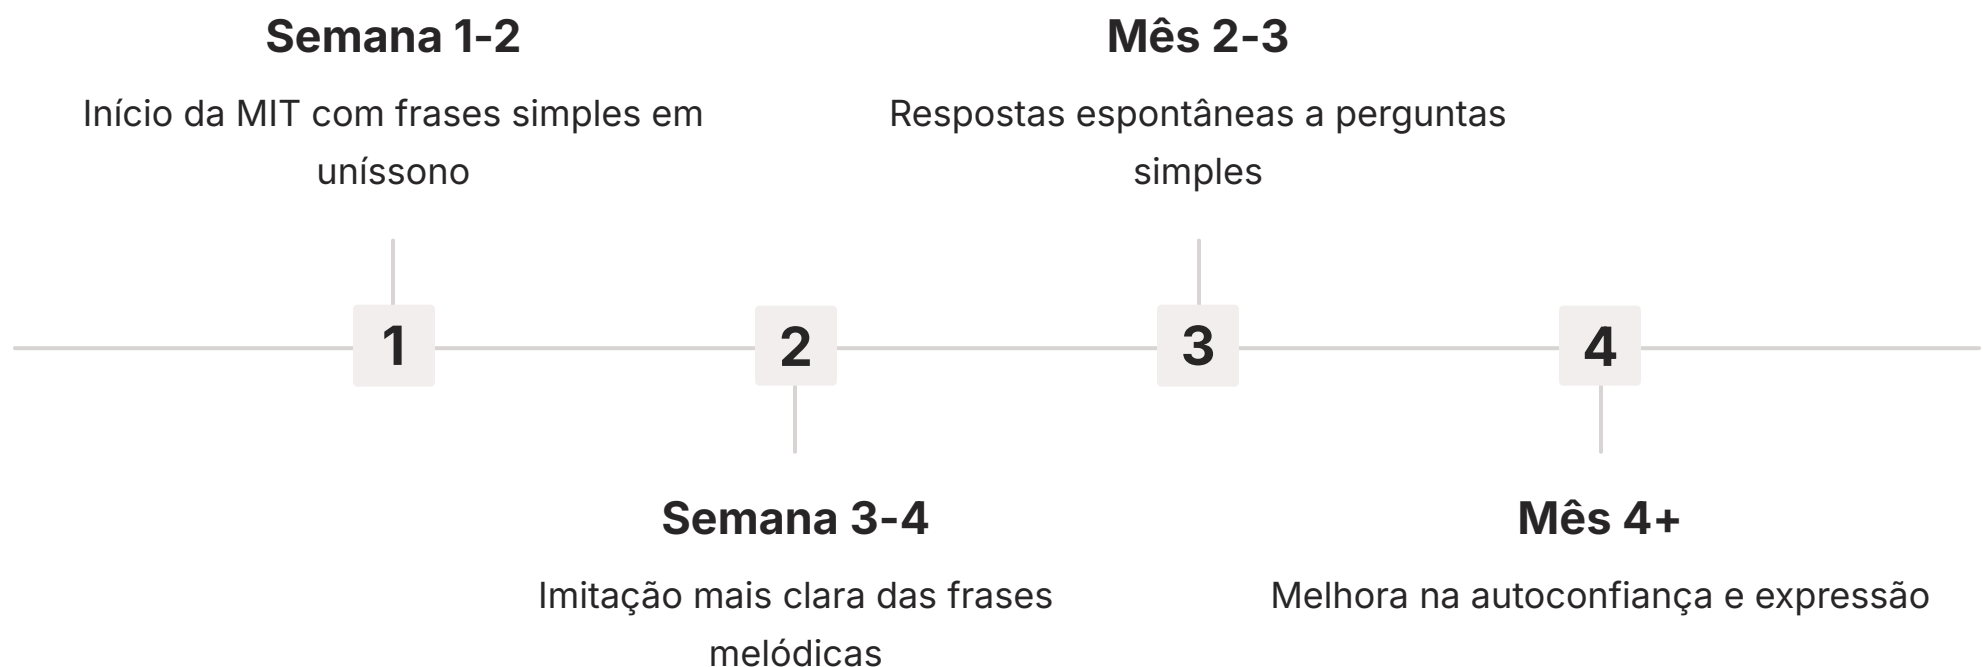 Semana 1-2
Início da MIT com frases simples em
uníssono
Mês 2-3
Respostas espontâneas a perguntas
simples
1
2
3
4
Semana 3-4
Imitação mais clara das frases
melódicas
Mês 4+
Melhora na autoconfiança e expressão